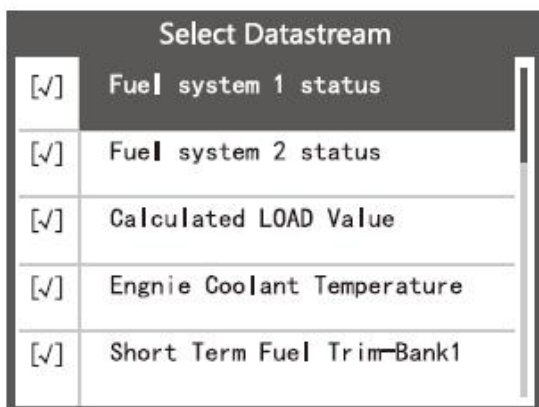 Select Datastream
[√] Fuel system 1 status
[√] Fuel system 2 status
[√] Calculated LOAD Value
[√] Engnie Coolant Temperature
[√] Short Term Fuel Trim-Bank1